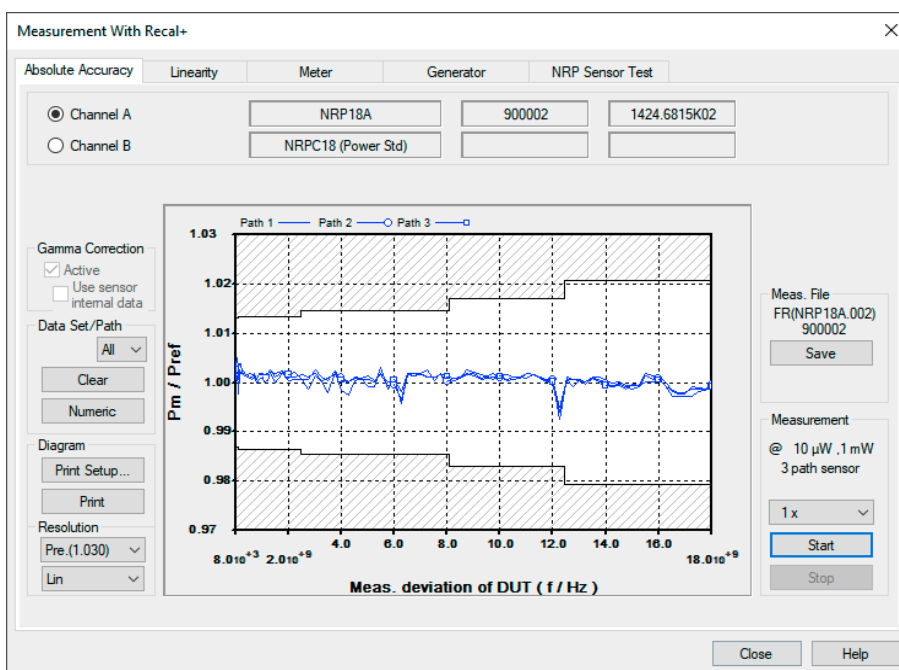 Measurement With Recal+
Absolute Accuracy Linearity Meter Generator NRP Sensor Test
Channel A NRP18A 900002 1424.6815K02
Channel B NRPC18 (Power Std)
Gamma Correction
Active
Use sensor
internal data
Data Set/Path
All
Clear
Numeric
Diagram
Print Setup...
Print
Resolution
Pre.(1.030)
Lin
Path 1 Path 2 Path 3
Pm / Pref
1.03
1.02
1.01
1.00
0.99
0.98
0.97
4.0 6.0 8.0 10.0 12.0 14.0 16.0
8.010+3 2.010+9 18.010+9
Meas. deviation of DUT ( f / Hz )
Meas. File
FR(NRP18A.002)
900002
Save
Measurement
@ 10 µW ,1 mW
3 path sensor
1 x
Start
Stop
Close Help